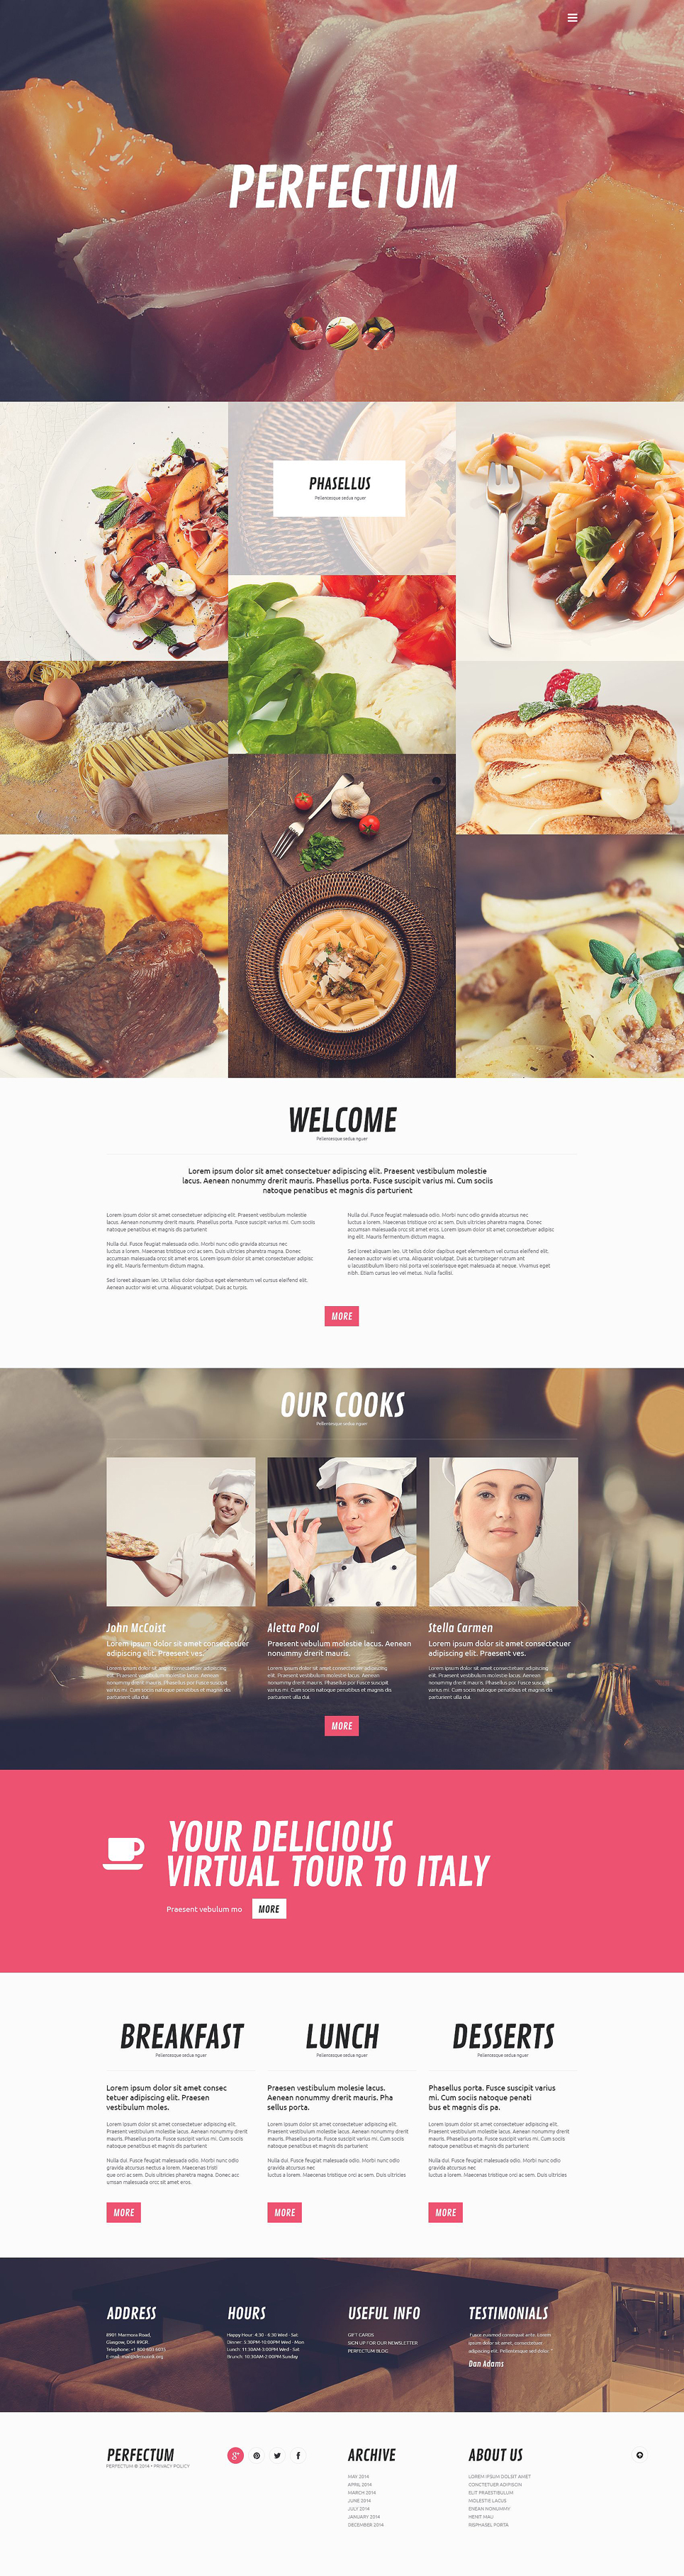 PERFECTUM
PHASELLUS
Pellentesque sedua nguer
WELCOME
Pellentesque sedua nguer
Lorem ipsum dolor sit amet consectetuer adipiscing elit. Praesent vestibulum molestie
lacus. Aenean nonummy drerit mauris. Phasellus porta. Fusce suscipit varius mi. Cum sociis
natoque penatibus et magnis dis parturient
Lorem ipsum dolor sit amet consectetuer adipiscing elit. Praesent vestibulum molestie
lacus. Aenean nonummy drerit mauris. Phasellus porta. Fusce suscipit varius mi. Cum sociis
natoque penatibus et magnis dis parturient
Nulla dui. Fusce feugiat malesuada odio. Morbi nunc odio gravida atcursus nec
luctus a lorem. Maecenas tristique orci ac sem. Duis ultricies pharetra magna. Donec
accumsan malesuada orci sit amet eros. Lorem ipsum dolor sit amet consectetuer adipisc
ing elit. Mauris fermentum dictum magna.
Sed loreet aliquam leo. Ut tellus dolor dapibus eget elementum vel cursus eleifend elit.
Aenean auctor wisi et urna. Aliquarat volutpat. Duis ac turpis.
Nulla dui. Fusce feugiat malesuada odio. Morbi nunc odio gravida atcursus nec
luctus a lorem. Maecenas tristique orci ac sem. Duis ultricies pharetra magna. Donec
accumsan malesuada orci sit amet eros. Lorem ipsum dolor sit amet consectetuer adipisc
ing elit. Mauris fermentum dictum magna.
Sed loreet aliquam leo. Ut tellus dolor dapibus eget elementum vel cursus eleifend elit.
Aenean auctor wisi et urna. Aliquarat volutpat. Duis ac turpisieger rutrum ant
u lacusstibulum libero nisl porta vel scelerisque eget malesuada at neque. Vivamus eget
nibh. Etiam cursus leo vel metus. Nulla facilisi.
MORE
OUR COOKS
Pellentesque sedua nguer
John McCoist
Lorem ipsum dolor sit amet consectetuer
adipiscing elit. Praesent ves.
Lorem ipsum dolor sit amet consectetuer adipiscing
elit. Praesent vestibulum molestie lacus. Aenean
nonummy drerit mauris. Phasellus por Fusce suscipit
varius mi. Cum sociis natoque penatibus et magnis dis
parturient ulla dui.
Aletta Pool
Praesent vebulum molestie lacus. Aenean
nonummy drerit mauris.
Lorem ipsum dolor sit amet consectetuer adipiscing
elit. Praesent vestibulum molestie lacus. Aenean
nonummy drerit mauris. Phasellus por Fusce suscipit
varius mi. Cum sociis natoque penatibus et magnis dis
parturient ulla dui.
Stella Carmen
Lorem ipsum dolor sit amet consectetuer
adipiscing elit. Praesent ves.
Lorem ipsum dolor sit amet consectetuer adipiscing
elit. Praesent vestibulum molestie lacus. Aenean
nonummy drerit mauris. Phasellus por Fusce suscipit
varius mi. Cum sociis natoque penatibus et magnis dis
parturient ulla dui.
MORE
YOUR DELICIOUS
VIRTUAL TOUR TO ITALY
Praesent vebulum mo
MORE
BREAKFAST
Pellentesque sedua nguer
Lorem ipsum dolor sit amet consec
tetuer adipiscing elit. Praesen
vestibulum moles.
Lorem ipsum dolor sit amet consectetuer adipiscing elit.
Praesent vestibulum molestie lacus. Aenean nonummy drerit
mauris. Phasellus porta. Fusce suscipit varius mi. Cum sociis
natoque penatibus et magnis dis parturient
Nulla dui. Fusce feugiat malesuada odio. Morbi nunc odio
gravida atcursus nectus a lorem. Maecenas tristi
que orci ac sem. Duis ultricies pharetra magna. Donec acc
umsan malesuada orci sit amet eros.
MORE
LUNCH
Pellentesque sedua nguer
Praesen vestibulum molesie lacus.
Aenean nonummy drerit mauris. Pha
sellus porta.
Lorem ipsum dolor sit amet consectetuer adipiscing elit.
Praesent vestibulum molestie lacus. Aenean nonummy drerit
mauris. Phasellus porta. Fusce suscipit varius mi. Cum sociis
natoque penatibus et magnis dis parturient
Nulla dui. Fusce feugiat malesuada odio. Morbi nunc odio
gravida atcursus nec
luctus a lorem. Maecenas tristique orci ac sem. Duis ultricies
MORE
DESSERTS
Pellentesque sedua nguer
Phasellus porta. Fusce suscipit varius
mi. Cum sociis natoque penati
bus et magnis dis pa.
Lorem ipsum dolor sit amet consectetuer adipiscing elit.
Praesent vestibulum molestie lacus. Aenean nonummy drerit
mauris. Phasellus porta. Fusce suscipit varius mi. Cum sociis
natoque penatibus et magnis dis parturient
Nulla dui. Fusce feugiat malesuada odio. Morbi nunc odio
gravida atcursus nec
luctus a lorem. Maecenas tristique orci ac sem. Duis ultricies
MORE
ADDRESS
8901 Marmora Road,
Glasgow, D04 89GR.
Telephone: +1 800 603 6035
E-mail: mail@demolink.org
HOURS
Happy Hour: 4:30 - 6:30 Wed - Sat
Dinner: 5:30PM-10:00PM Wed - Mon
Lunch: 11:30AM-3:00PM Wed - Sat
Brunch: 10:30AM-2:00PM Sunday
USEFUL INFO
GIFT CARDS
SIGN UP FOR OUR NEWSLETTER
PERFECTUM BLOG
TESTIMONIALS
"Fusce euismod consequat ante. Lorem
ipsum dolor sit amet, consectetuer
adipiscing elit. Pellentesque sed dolor."
Dan Adams
PERFECTUM
PERFECTUM © 2014 • PRIVACY POLICY
ARCHIVE
MAY 2014
APRIL 2014
MARCH 2014
JUNE 2014
JULY 2014
JANUARY 2014
DECEMBER 2014
ABOUT US
LOREM IPSUM DOLSIT AMET
CONCTETUER ADIPISCIN
ELIT PRAESTIBULUM
MOLESTIE LACUS
ENEAN NONUMMY
HENIT MAU
RISPHASEL PORTA